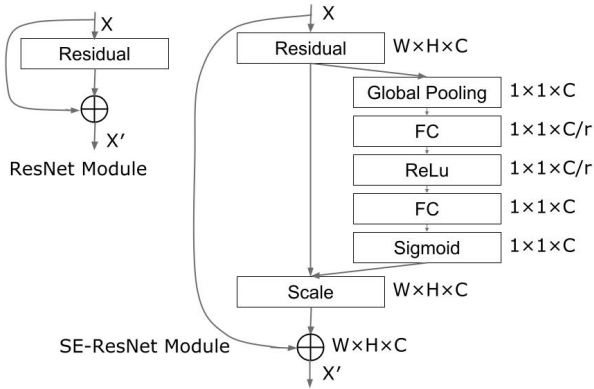 X
Residual
X′
ResNet Module
X
Residual W×H×C
Global Pooling 1×1×C
FC 1×1×C/r
ReLu 1×1×C/r
FC 1×1×C
Sigmoid 1×1×C
Scale W×H×C
SE-ResNet Module W×H×C
X′